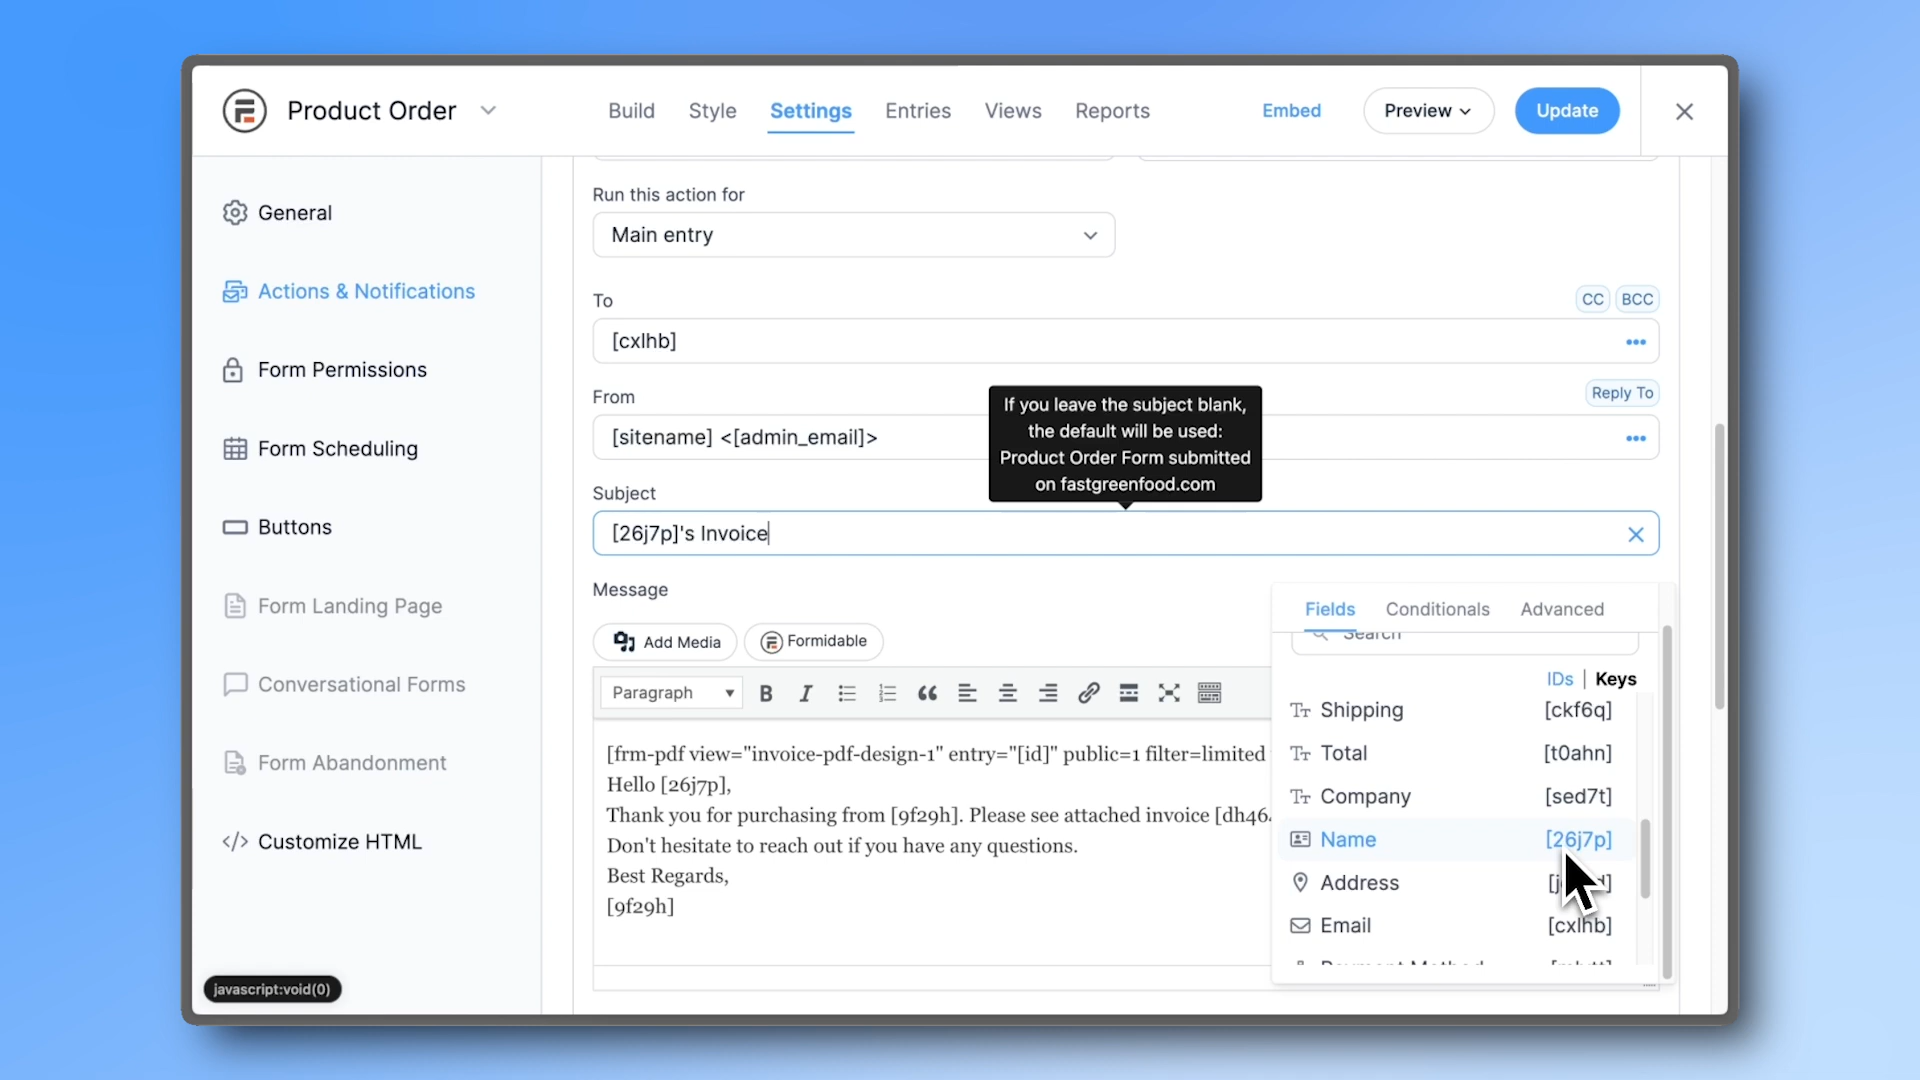 Product Order
Build
Style
Settings
Entries
Views
Reports
Embed
Preview
Update
General
Actions & Notifications
Form Permissions
Form Scheduling
Buttons
Form Landing Page
Conversational Forms
Form Abandonment
Customize HTML
javascript:void(0)
Run this action for
Main entry
To
CC
BCC
[cxlhb]
From
Reply To
[sitename] <[admin_email]>
If you leave the subject blank,
the default will be used:
Product Order Form submitted
on fastgreenfood.com
Subject
[26j7p]'s Invoice
Message
Add Media
Formidable
Paragraph
[frm-pdf view="invoice-pdf-design-1" entry="[id]" public=1 filter=limited
Hello [26j7p],
Thank you for purchasing from [9f29h]. Please see attached invoice
Don't hesitate to reach out if you have any questions.
Best Regards,
[9f29h]
Fields
Conditionals
Advanced
Search
IDs | Keys
Shipping [ckf6q]
Total [t0ahn]
Company [sed7t]
Name [26j7p]
Address
Email [cxlhb]
Payment Method